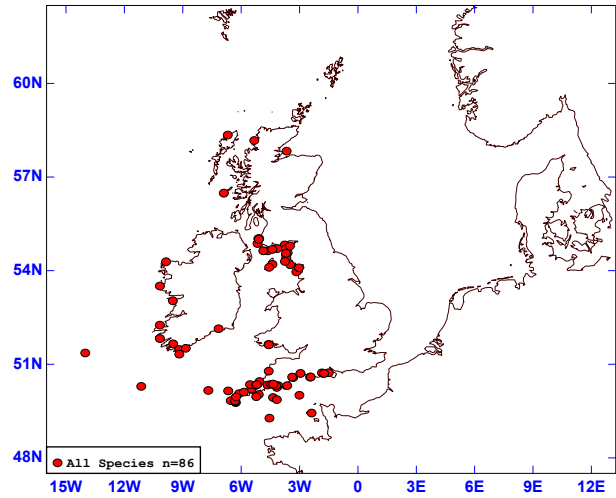 60N
57N
54N
51N
48N
All Species n=86
15W 12W 9W 6W 3W 0 3E 6E 9E 12E